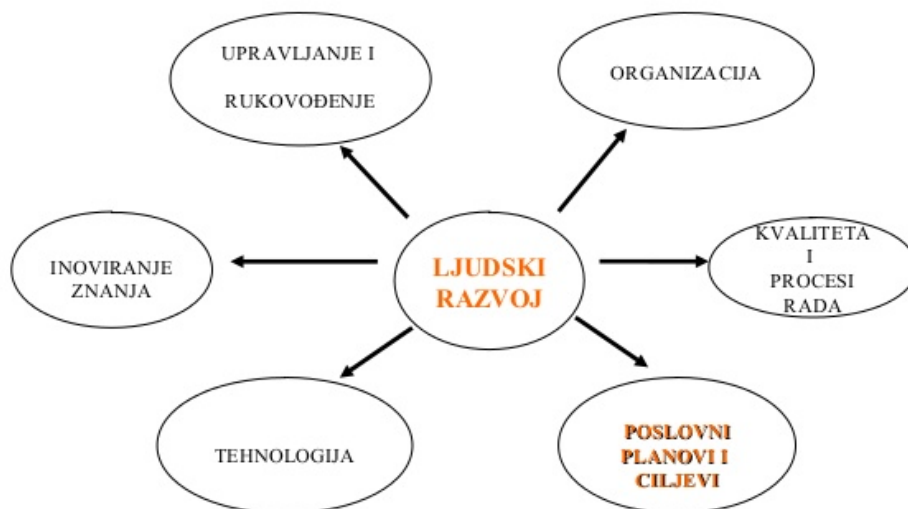 UPRAVLJANJE I
RUKOVOĐENJE
ORGANIZACIJA
INOVIRANJE
ZNANJA
LJUDSKI
RAZVOJ
KVALITETA
I
PROCESI
RADA
TEHNOLOGIJA
POSLOVNI
PLANOVI I
CILJEVI